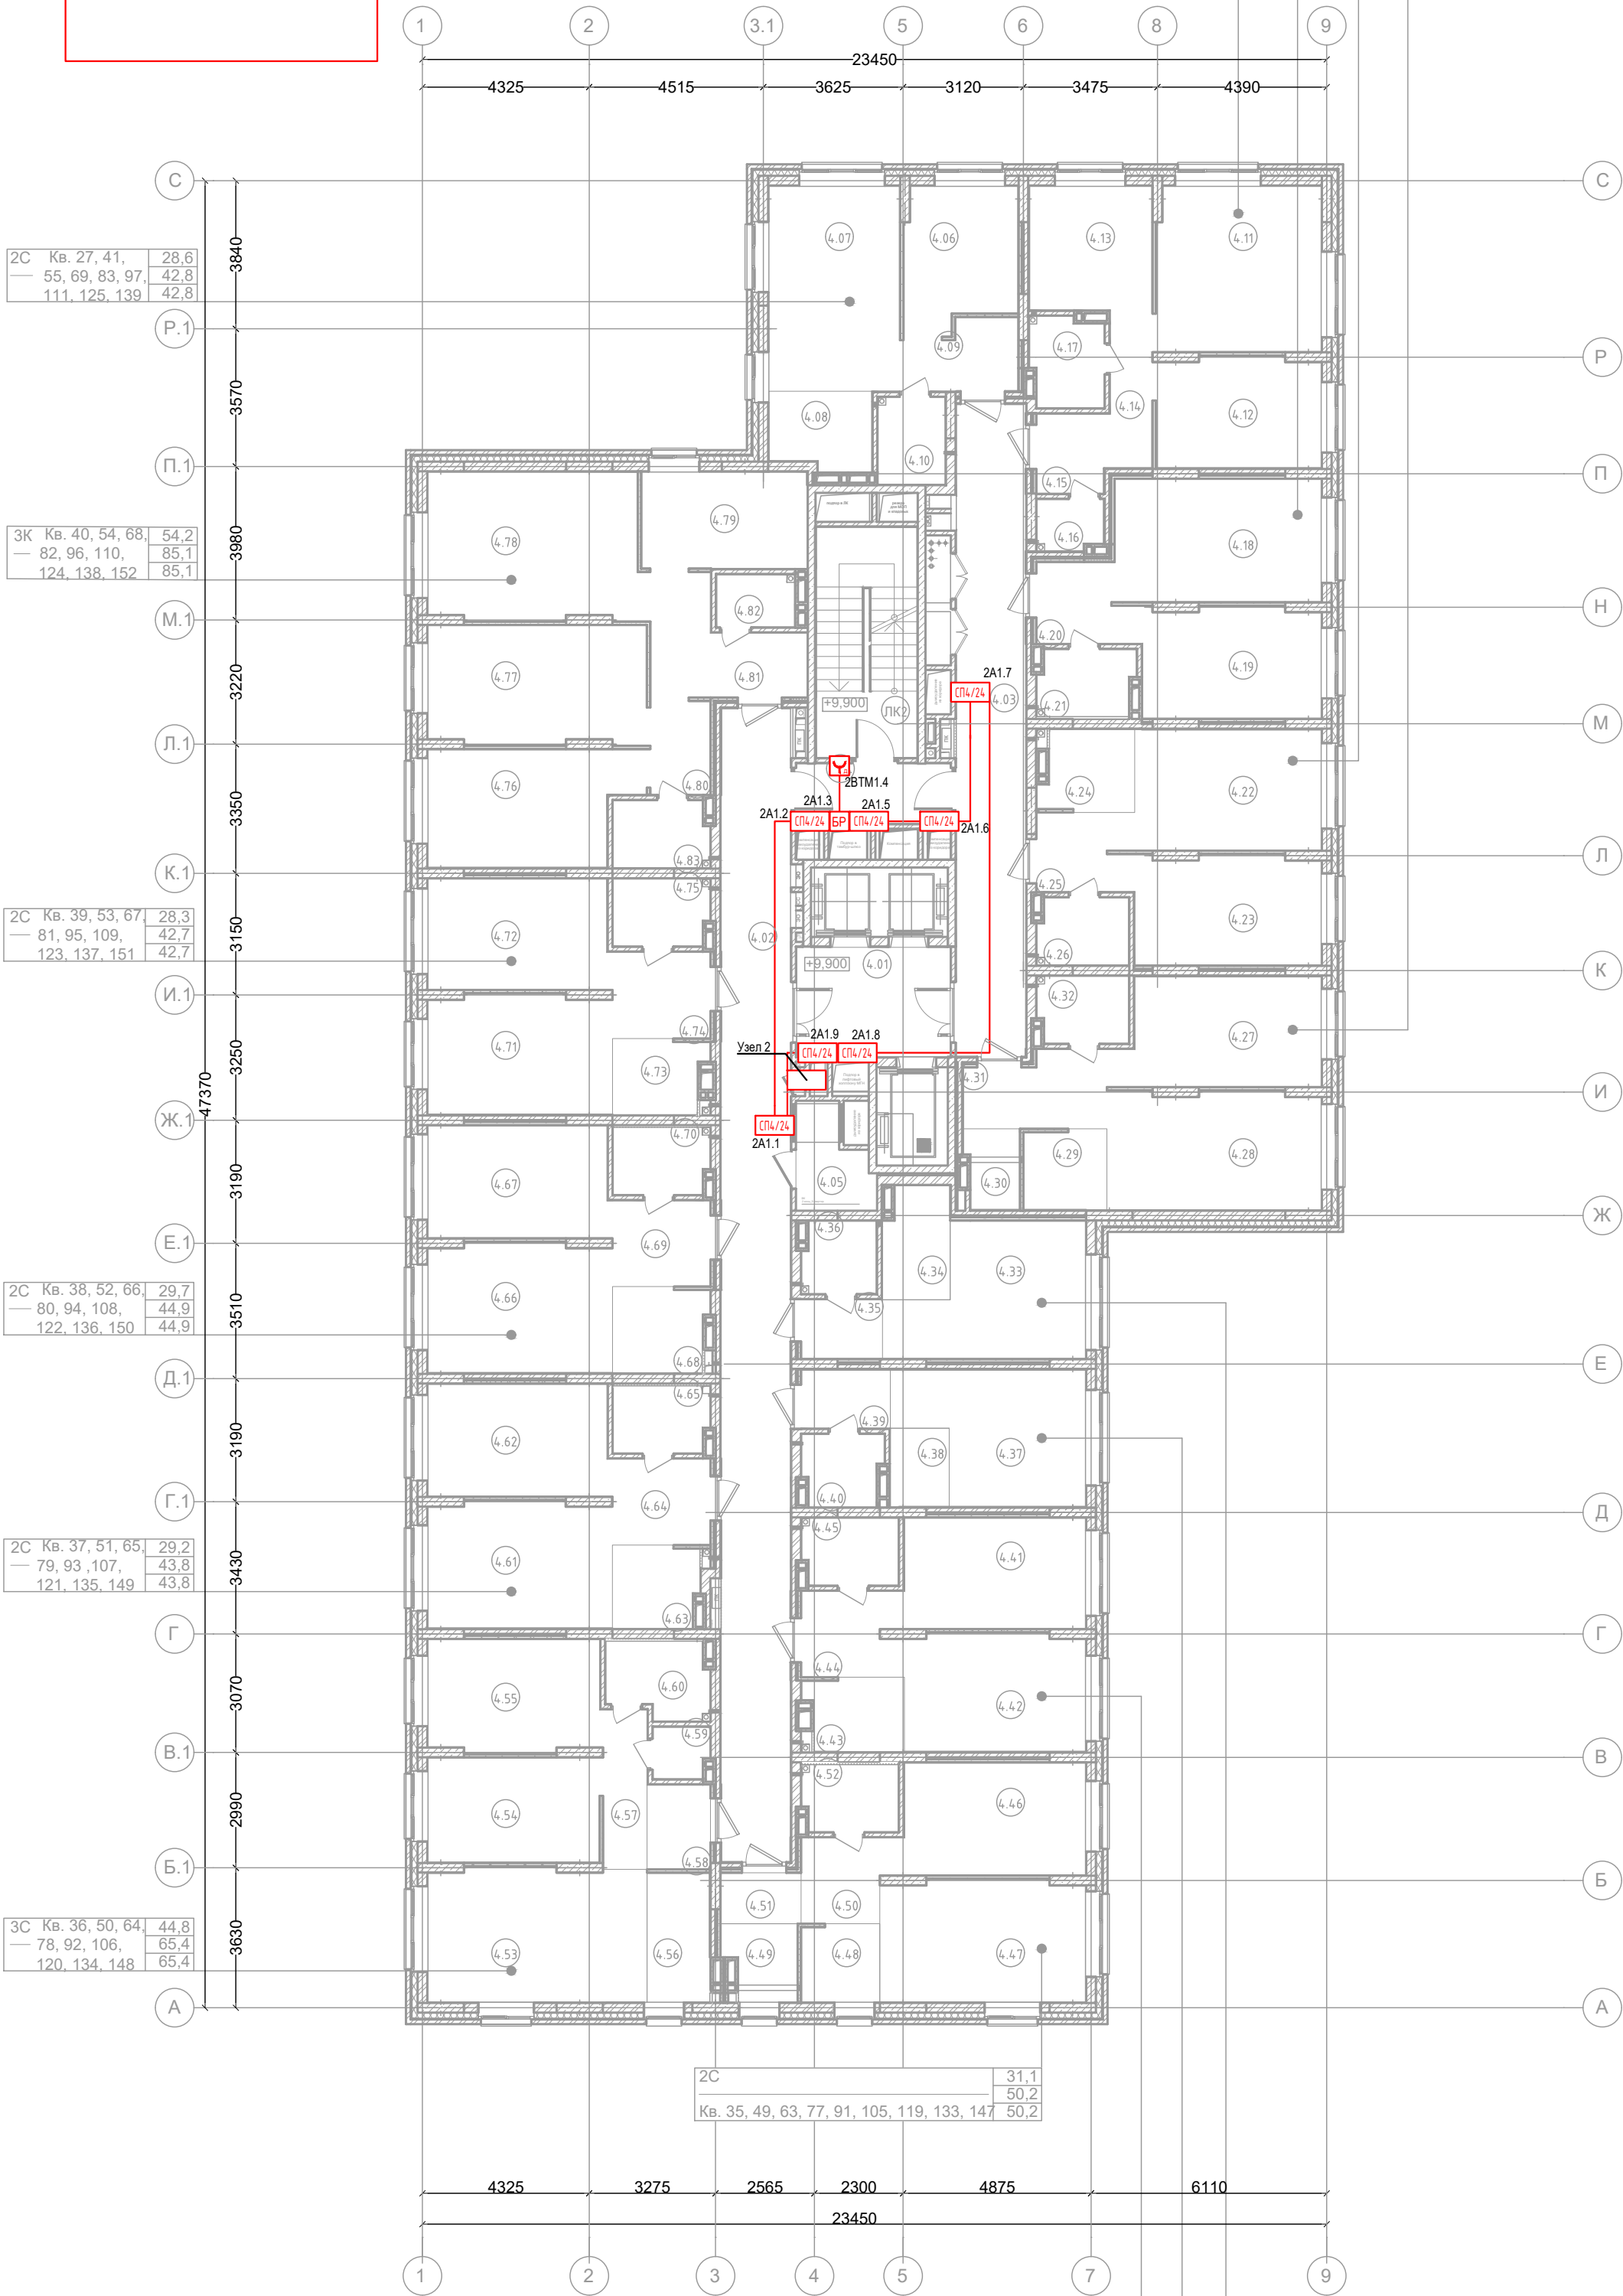 1 2 3.1 5 6 8 9
23450
4325 4515 3625 3120 3475 4390
С С
3840
4.07 4.06 4.13 4.11
2С Кв. 27, 41, 28,6
55, 69, 83, 97, 42,8
111, 125, 139 42,8
Р.1
4.09 4.17
Р
3570
4.08 4.14 4.12
П.1
4.10
П
4.15
3980
4.79
3К Кв. 40, 54, 68, 54,2
82, 96, 110, 85,1
124, 138, 152 85,1
4.78 4.16 4.18
М.1
4.82
Н
4.20
3220
4.77 4.81 4.19
2А1.7
СП4/24
4.03
+9,900
ЛК2
4.21
М
Л.1
ПК ПК
2ВТМ1.4
3350
4.76 4.80 4.24 4.22
2А1.3 2А1.5
2А1.2
СП4/24 БР СП4/24 СП4/24
2А1.6
Л
4.83
К.1
4.75 4.25
2С Кв. 39, 53, 67, 28,3
81, 95, 109, 42,7
123, 137, 151 42,7
3150
4.72 4.02 4.23
4.26
+9,900
4.01
К
И.1
4.32
4.74
4.71 4.27
2А1.9 2А1.8
Узел 2
СП4/24 СП4/24
3250
4.73 4.31
47370
И
Ж.1
СП4/24
4.70
2А1.1
4.29 4.28
3190
4.67 4.05 4.30
Ж
4.36
Е.1
4.69
4.34 4.33
2С Кв. 38, 52, 66, 29,7
80, 94, 108, 44,9
122, 136, 150 44,9
3510
4.66 4.35
4.68
Е
Д.1
4.65
4.39
3190
4.62 4.38 4.37
4.40
Г.1
4.64
Д
4.45
2С Кв. 37, 51, 65, 29,2
79, 93 ,107, 43,8
121, 135, 149 43,8
3430
4.61 4.41
4.63
Г Г
4.44
4.60
3070
4.55 4.42
4.59 4.43
В.1 В
4.52
2990
4.54 4.57 4.46
4.58
Б.1 Б
4.51 4.50
3С Кв. 36, 50, 64, 44,8
78, 92, 106, 65,4
120, 134, 148 65,4
3630
4.53 4.56 4.49 4.48 4.47
А А
2С 31,1
50,2
Кв. 35, 49, 63, 77, 91, 105, 119, 133, 147 50,2
4325 3275 2565 2300 4875 6110
23450
1 2 3 4 5 7 9